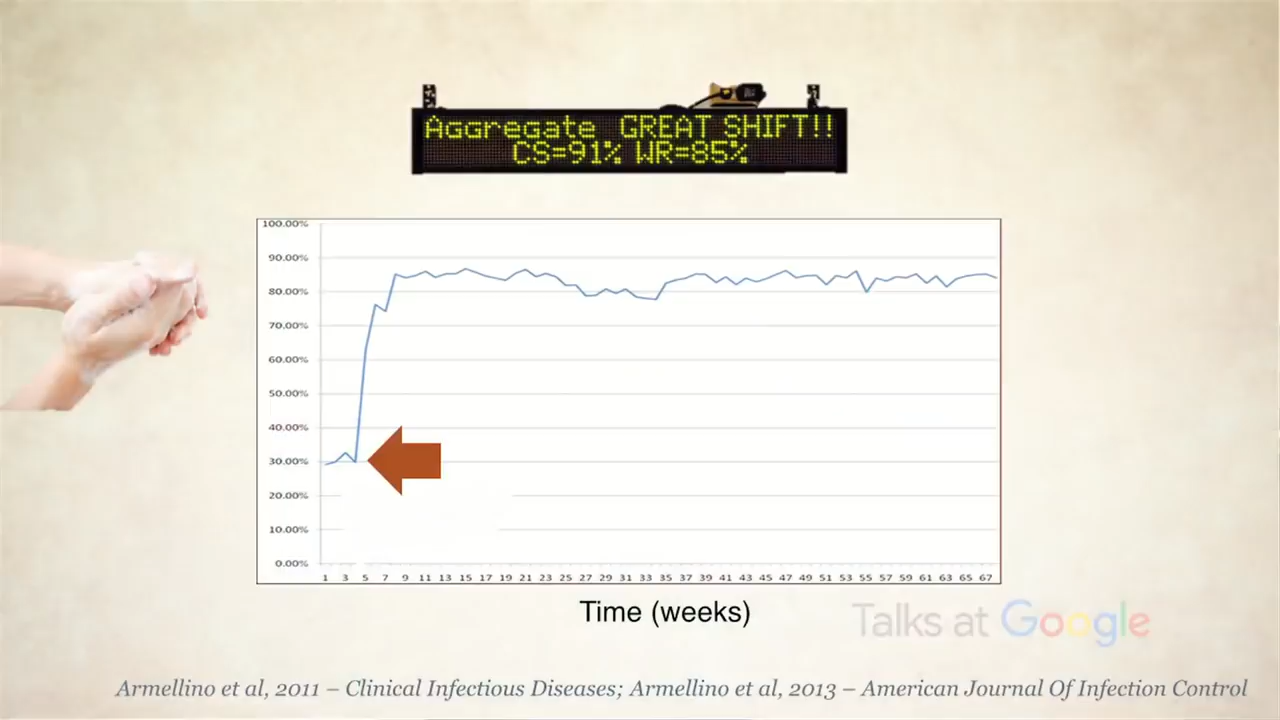 Aggregate GREAT SHIFT!!
CS=91% WR=85%
100.00%
90.00%
80.00%
70.00%
60.00%
50.00%
40.00%
30.00%
20.00%
10.00%
0.00%
1 3 5 7 9 11 13 15 17 19 21 23 25 27 29 31 33 35 37 39 41 43 45 47 49 51 53 55 57 59 61 63 65 67
Time (weeks)
Talks at Google
Armellino et al, 2011 – Clinical Infectious Diseases; Armellino et al, 2013 – American Journal Of Infection Control